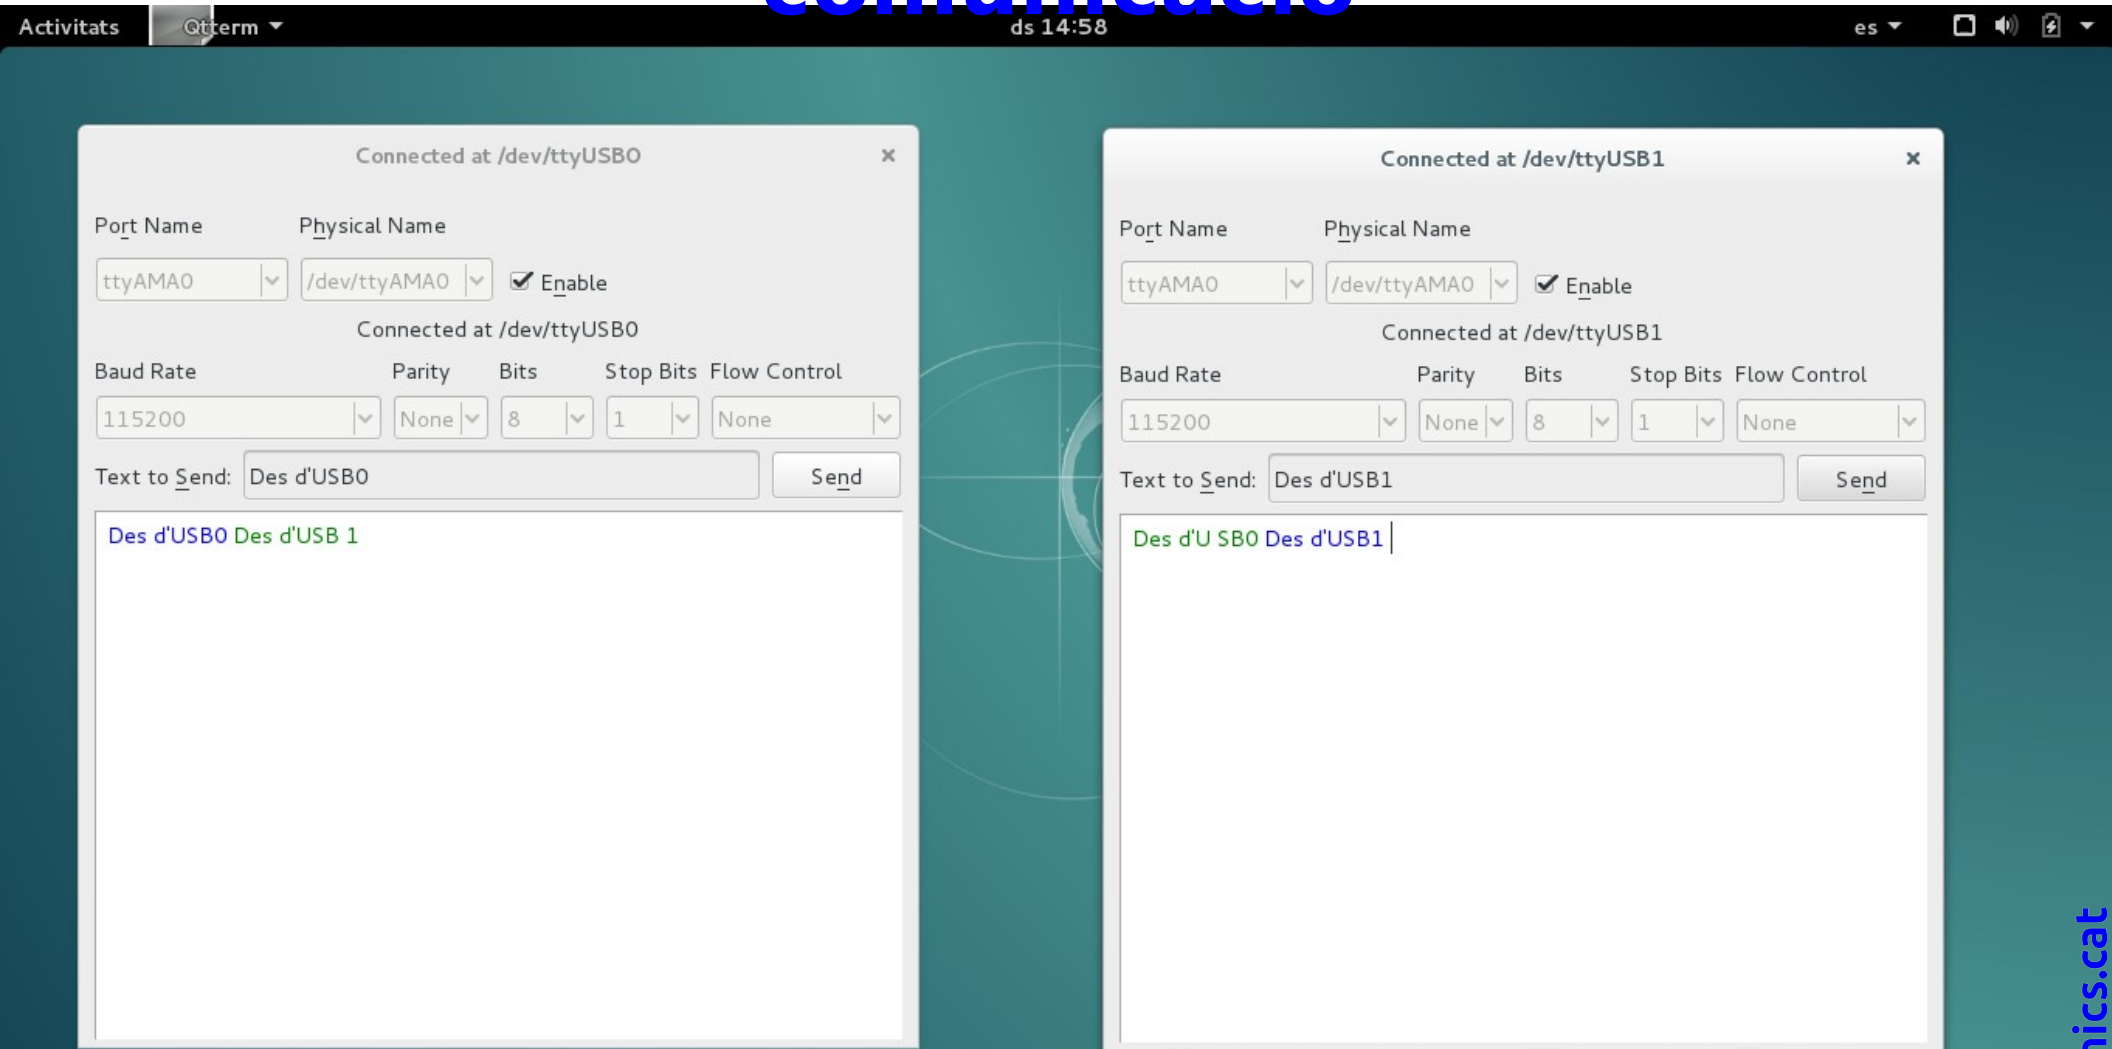 comunicació
Activitats Qtterm ds 14:58 es
Connected at /dev/ttyUSB0
Port Name Physical Name
ttyAMA0 /dev/ttyAMA0 Enable
Connected at /dev/ttyUSB0
Baud Rate Parity Bits Stop Bits Flow Control
115200 None 8 1 None
Text to Send: Des d'USB0 Send
Des d'USB0 Des d'USB 1
Connected at /dev/ttyUSB1
Port Name Physical Name
ttyAMA0 /dev/ttyAMA0 Enable
Connected at /dev/ttyUSB1
Baud Rate Parity Bits Stop Bits Flow Control
115200 None 8 1 None
Text to Send: Des d'USB1 Send
Des d'U SB0 Des d'USB1
nics.cat